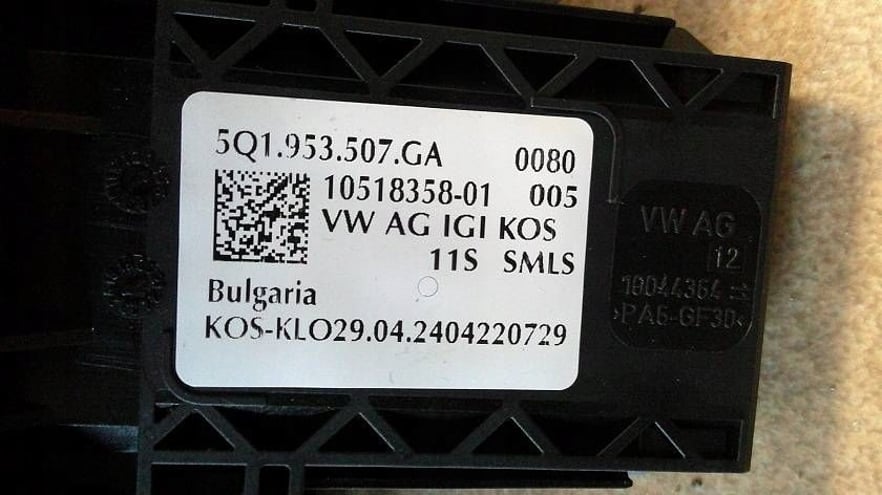 5Q1.953.507.GA 0080
10518358-01 005
VW AG IGI KOS
11S SMLS
Bulgaria
KOS-KLO29.04.2404220729
VW AG
12
19044364
>PA6-GF30<